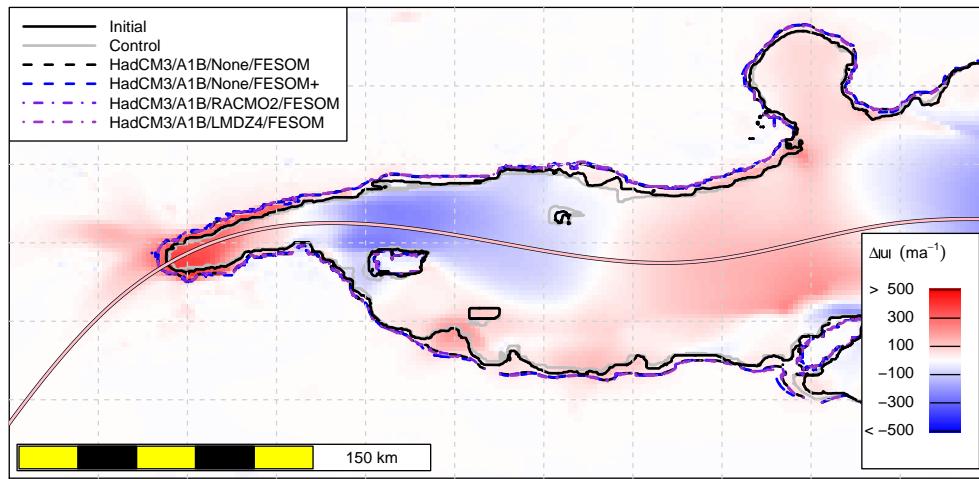 Initial
Control
HadCM3/A1B/None/FESOM
HadCM3/A1B/None/FESOM+
HadCM3/A1B/RACMO2/FESOM
HadCM3/A1B/LMDZ4/FESOM
Δ|u| (ma⁻¹)
> 500
300
100
−100
−300
< −500
150 km